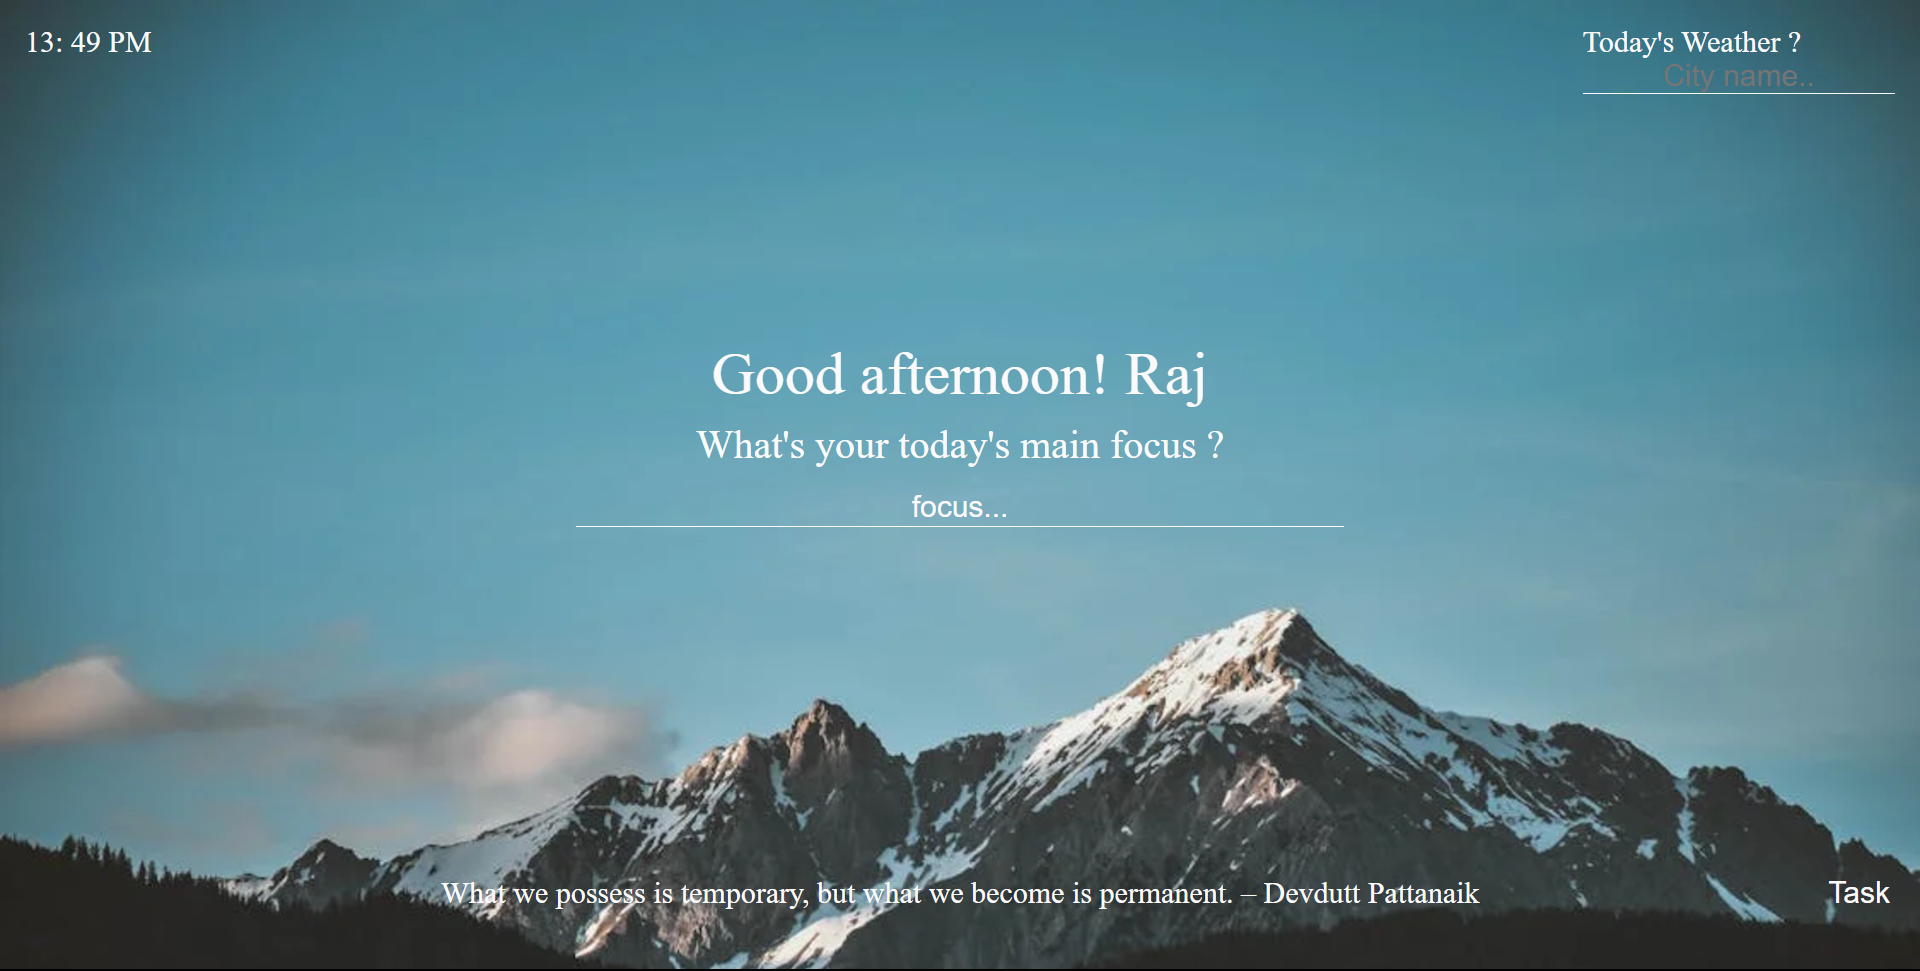 13: 49 PM
Today's Weather ?
City name..
Good afternoon! Raj
What's your today's main focus ?
focus...
What we possess is temporary, but what we become is permanent. – Devdutt Pattanaik
Task